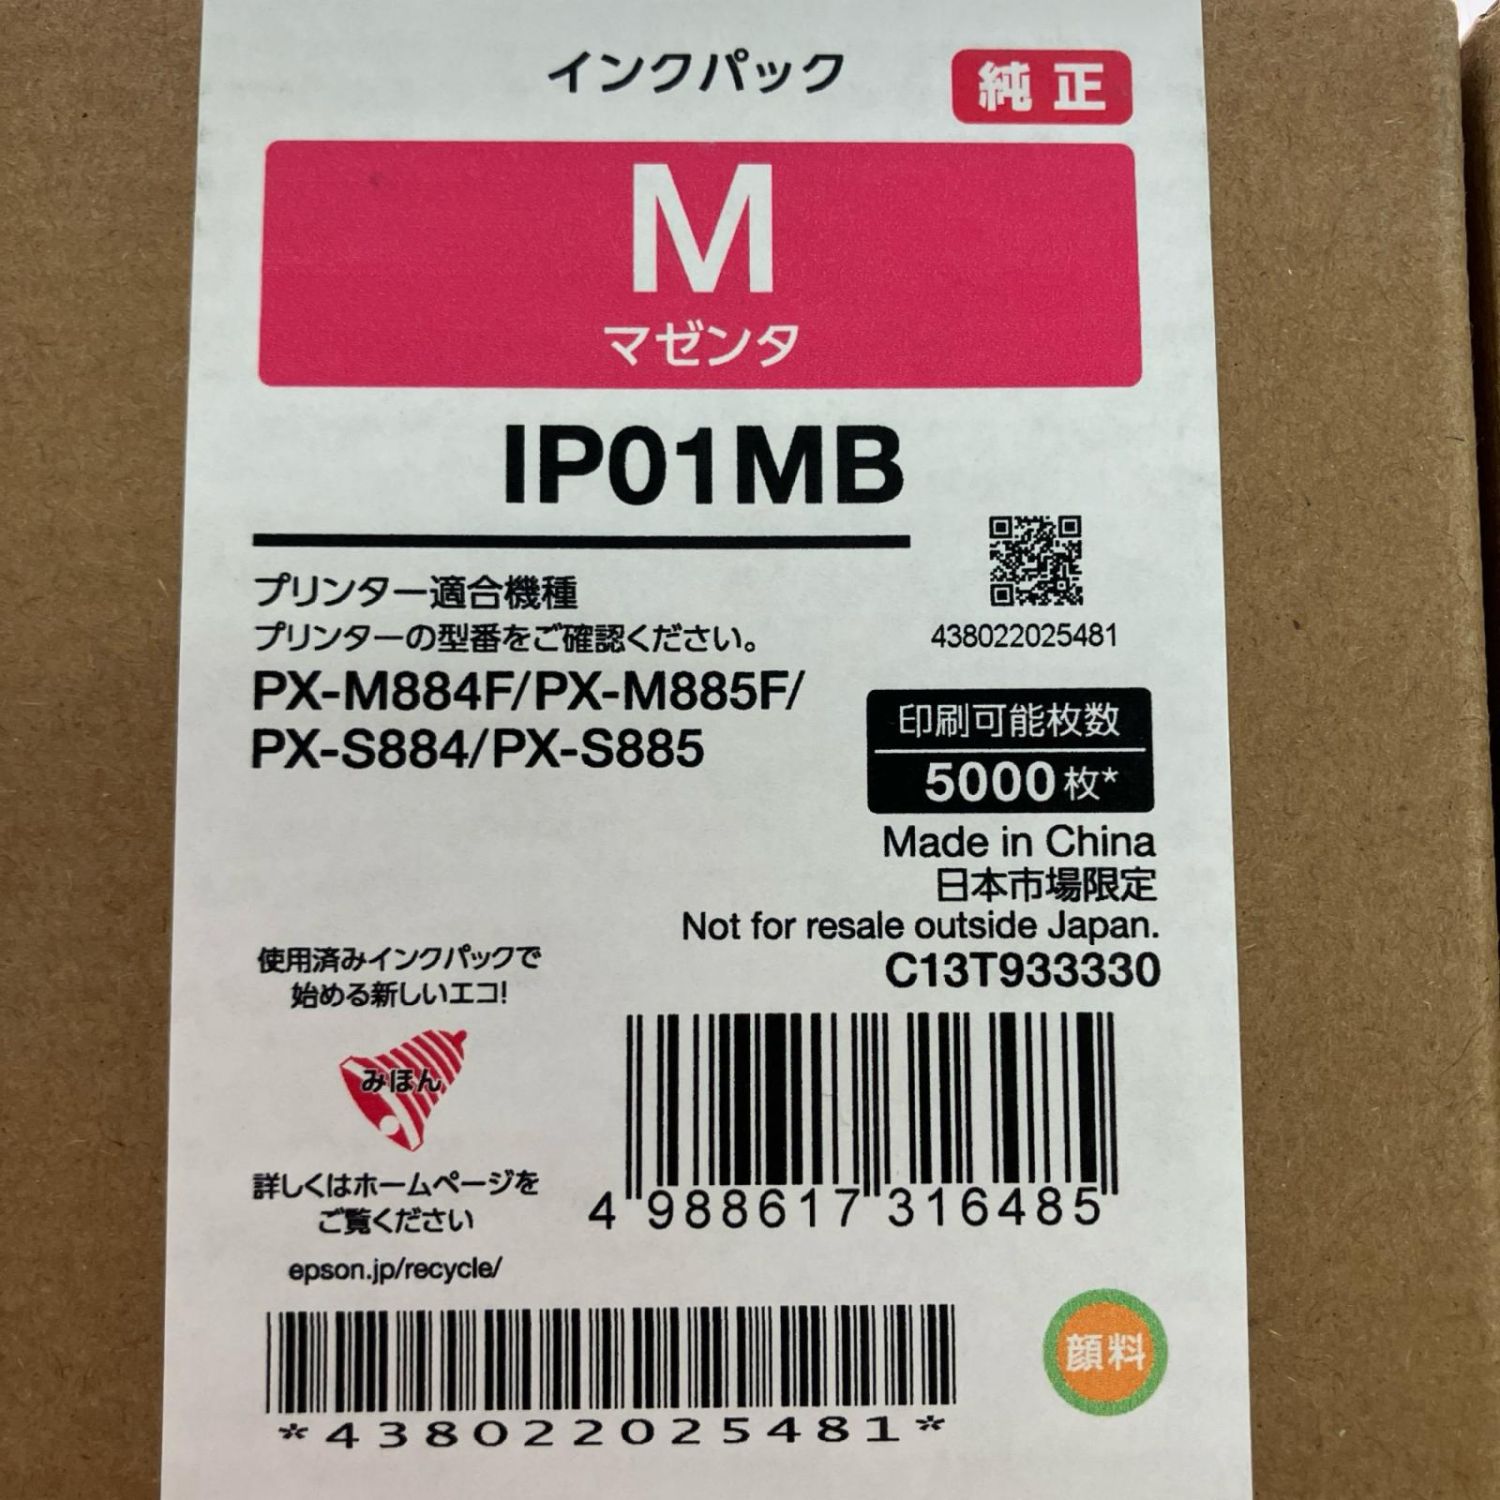 インクパック
純正
M
マゼンタ
IP01MB
プリンター適合機種
プリンターの型番をご確認ください。
PX-M884F/PX-M885F/
PX-S884/PX-S885
438022025481
印刷可能枚数
5000枚*
Made in China
日本市場限定
Not for resale outside Japan.
C13T933330
使用済みインクパックで
始める新しいエコ!
みほん
詳しくはホームページを
ご覧ください
epson.jp/recycle/
4 988617 316485
*438022025481*
顔料